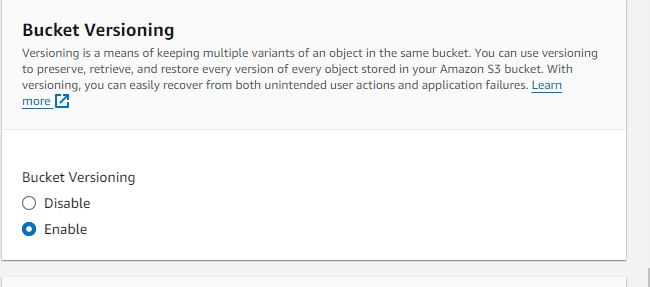 Bucket Versioning
Versioning is a means of keeping multiple variants of an object in the same bucket. You can use versioning
to preserve, retrieve, and restore every version of every object stored in your Amazon S3 bucket. With
versioning, you can easily recover from both unintended user actions and application failures. Learn
more
Bucket Versioning
Disable
Enable